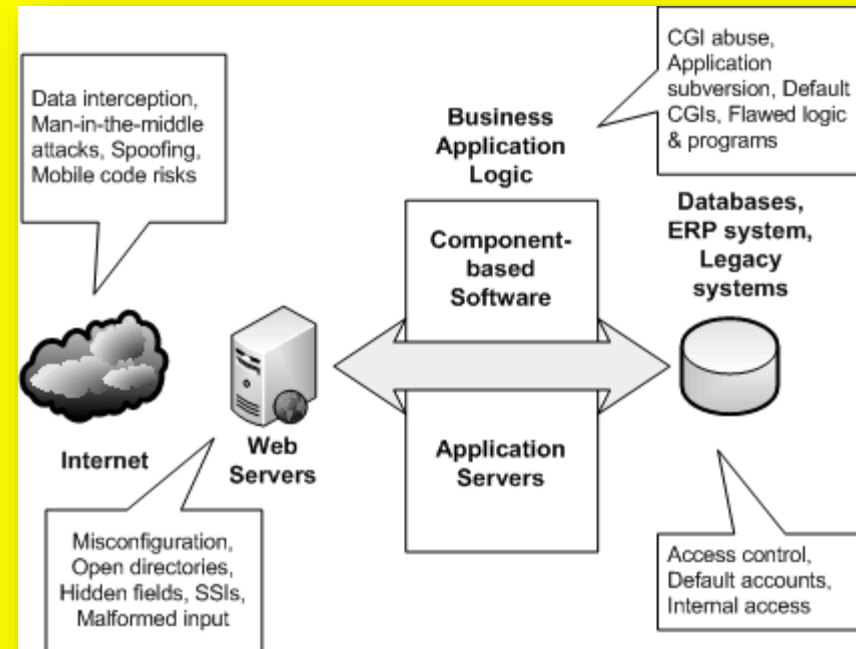 Data interception,
Man-in-the-middle
attacks, Spoofing,
Mobile code risks
Business
Application
Logic
CGI abuse,
Application
subversion, Default
CGIs, Flawed logic
& programs
Component-
based
Software
Databases,
ERP system,
Legacy
systems
Internet
Web
Servers
Application
Servers
Misconfiguration,
Open directories,
Hidden fields, SSIs,
Malformed input
Access control,
Default accounts,
Internal access